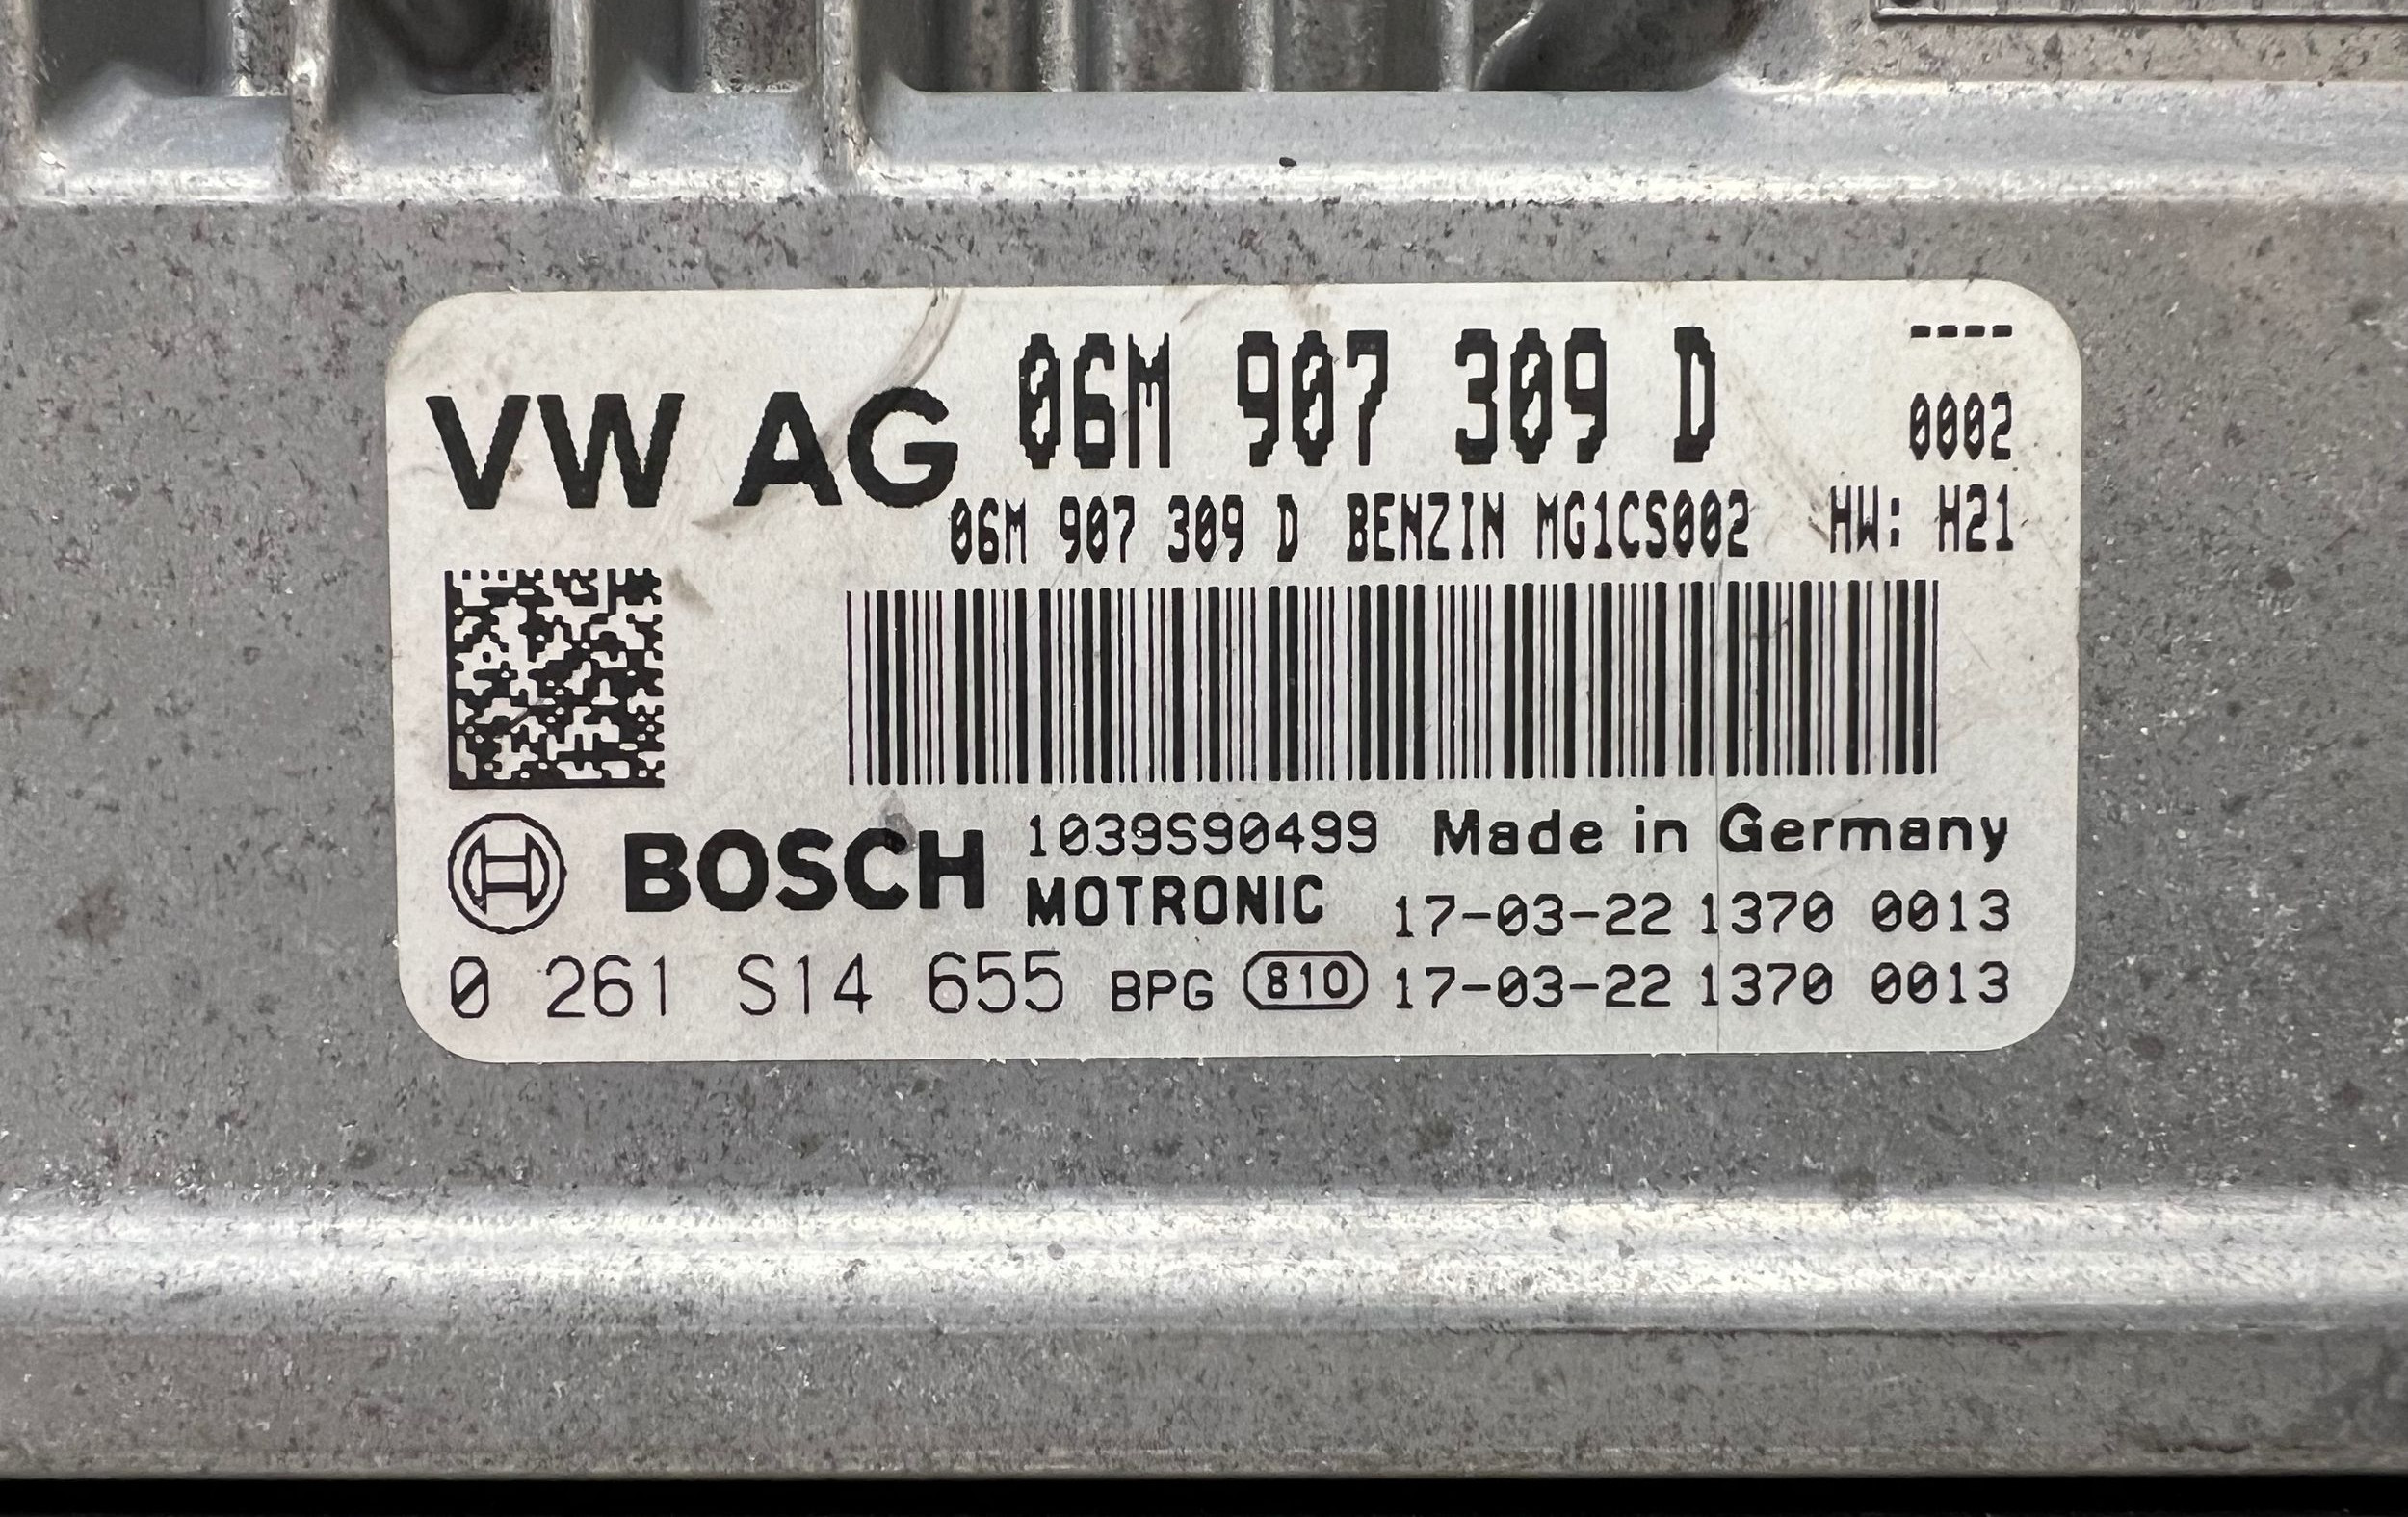 VW AG 06M 907 309 D ----
0002
06M 907 309 D BENZIN MG1CS002 HW: H21
BOSCH 1039S90499 Made in Germany
MOTRONIC 17-03-22 1370 0013
0 261 S14 655 BPG 810 17-03-22 1370 0013